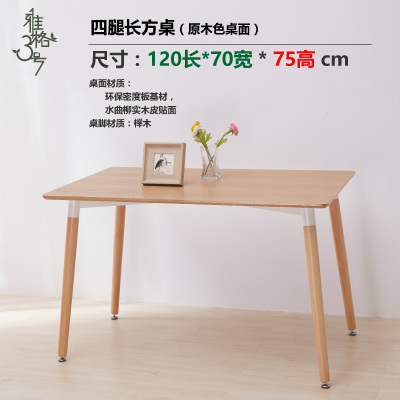 雅格3号
四腿长方桌（原木色桌面）
尺寸：120长*70宽 * 75高 cm
桌面材质：
环保密度板基材，
水曲柳实木皮贴面
桌脚材质：榉木